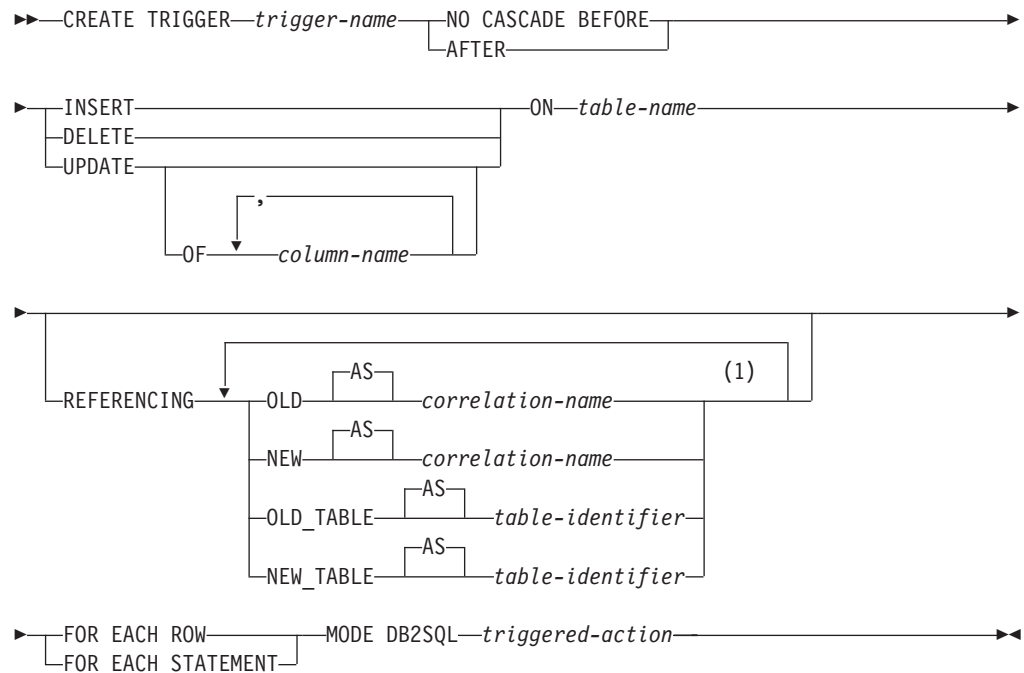 CREATE TRIGGER trigger-name NO CASCADE BEFORE
AFTER
INSERT ON table-name
DELETE
UPDATE
,
OF column-name
AS (1)
REFERENCING OLD correlation-name
AS
NEW correlation-name
AS
OLD_TABLE table-identifier
AS
NEW_TABLE table-identifier
FOR EACH ROW MODE DB2SQL triggered-action
FOR EACH STATEMENT